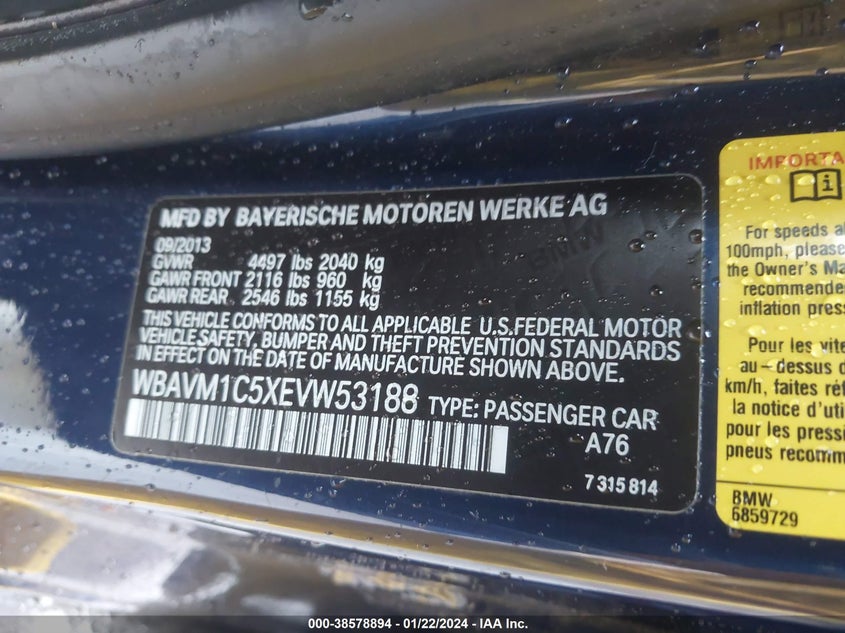 MFD BY BAYERISCHE MOTOREN WERKE AG
09/2013
GVWR 4497 lbs 2040 kg
GAWR FRONT 2116 lbs 960 kg
GAWR REAR 2546 lbs 1155 kg
THIS VEHICLE CONFORMS TO ALL APPLICABLE U.S.FEDERAL MOTOR
VEHICLE SAFETY, BUMPER AND THEFT PREVENTION STANDARDS
IN EFFECT ON THE DATE OF MANUFACTURE SHOWN ABOVE.
WBAVM1C5XEVW53188 TYPE: PASSENGER CAR
A76
7 315 814
IMPORTA
i
For speeds a
100mph, please
the Owner's Ma
recommende
inflation press
Pour les vite
au-dessus d
km/h, faites réf
la notice d'uti
pour les pressi
pneus recomm
BMW
6859729
000-38578894 - 01/22/2024 - IAA Inc.